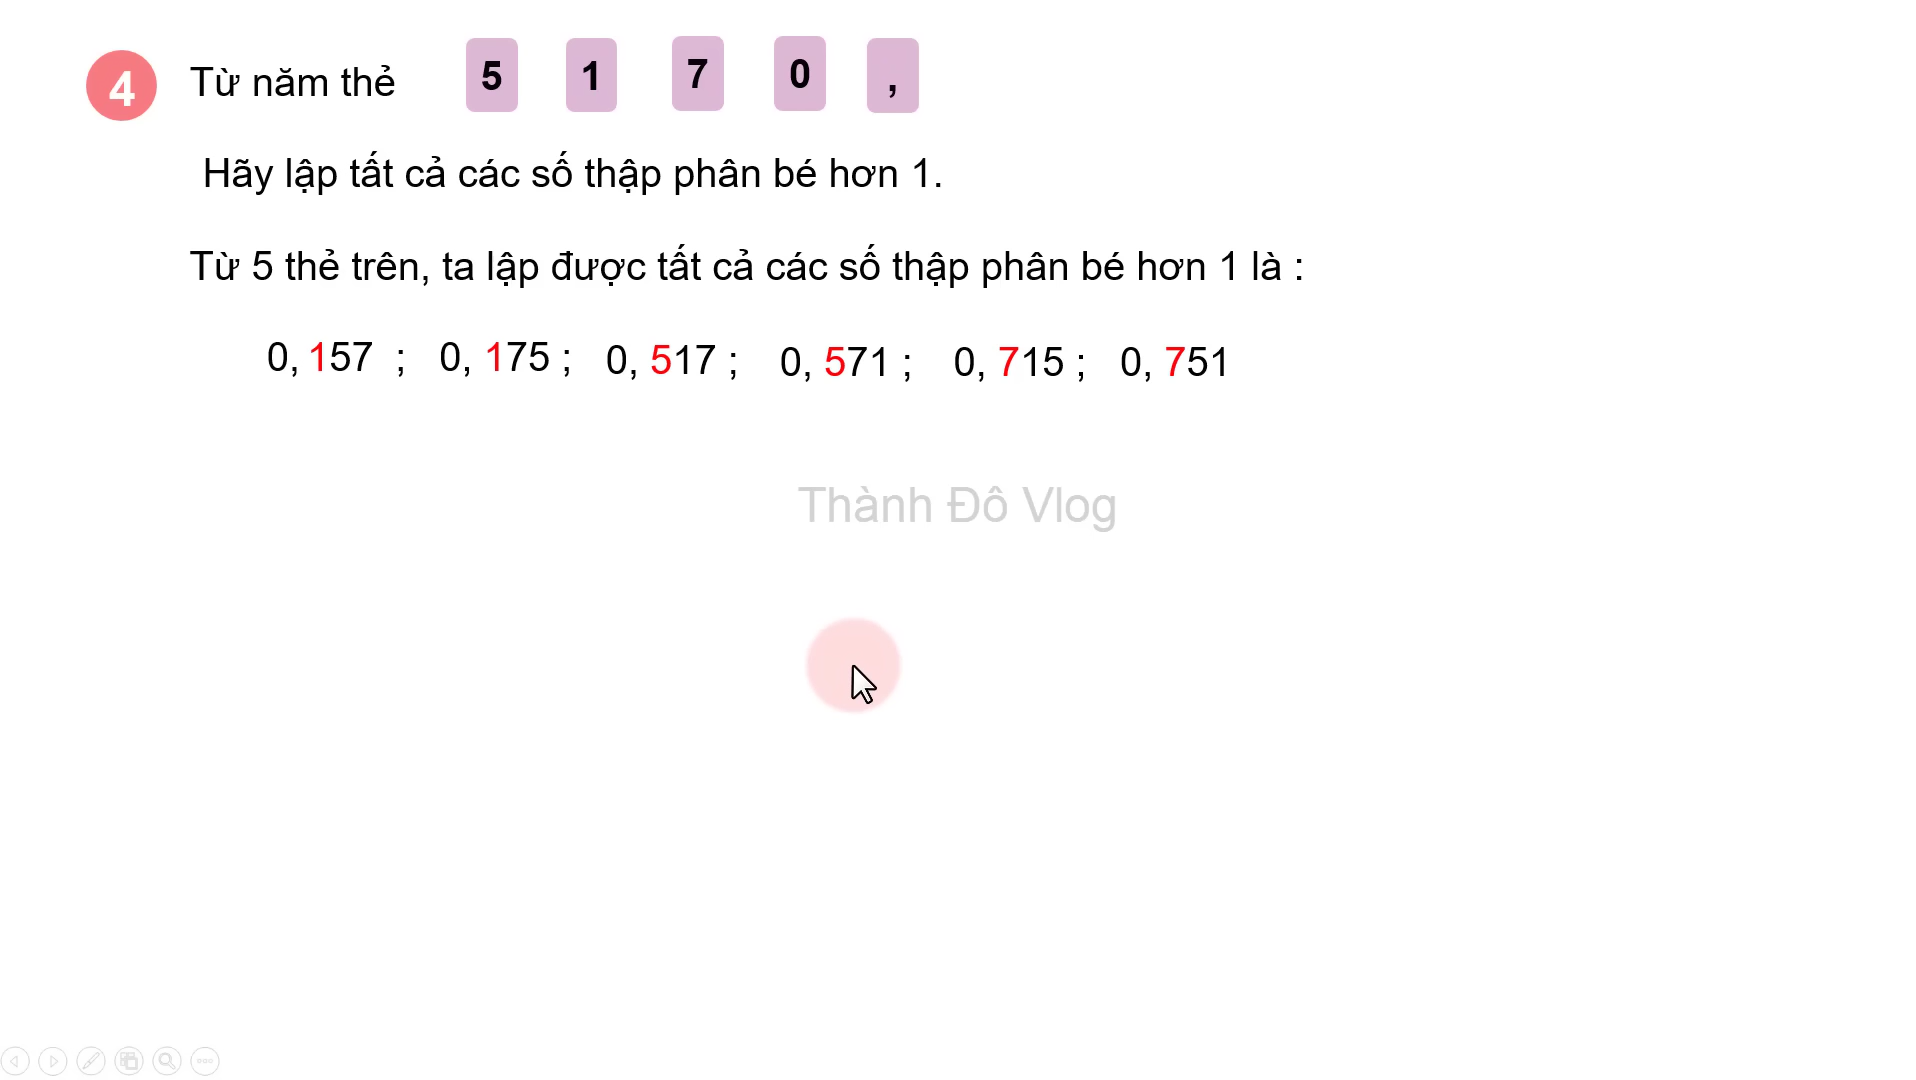 4 Từ năm thẻ 5 1 7 0 ,
Hãy lập tất cả các số thập phân bé hơn 1.
Từ 5 thẻ trên, ta lập được tất cả các số thập phân bé hơn 1 là :
0, 157 ; 0, 175 ; 0, 517 ; 0, 571 ; 0, 715 ; 0, 751
Thành Đô Vlog